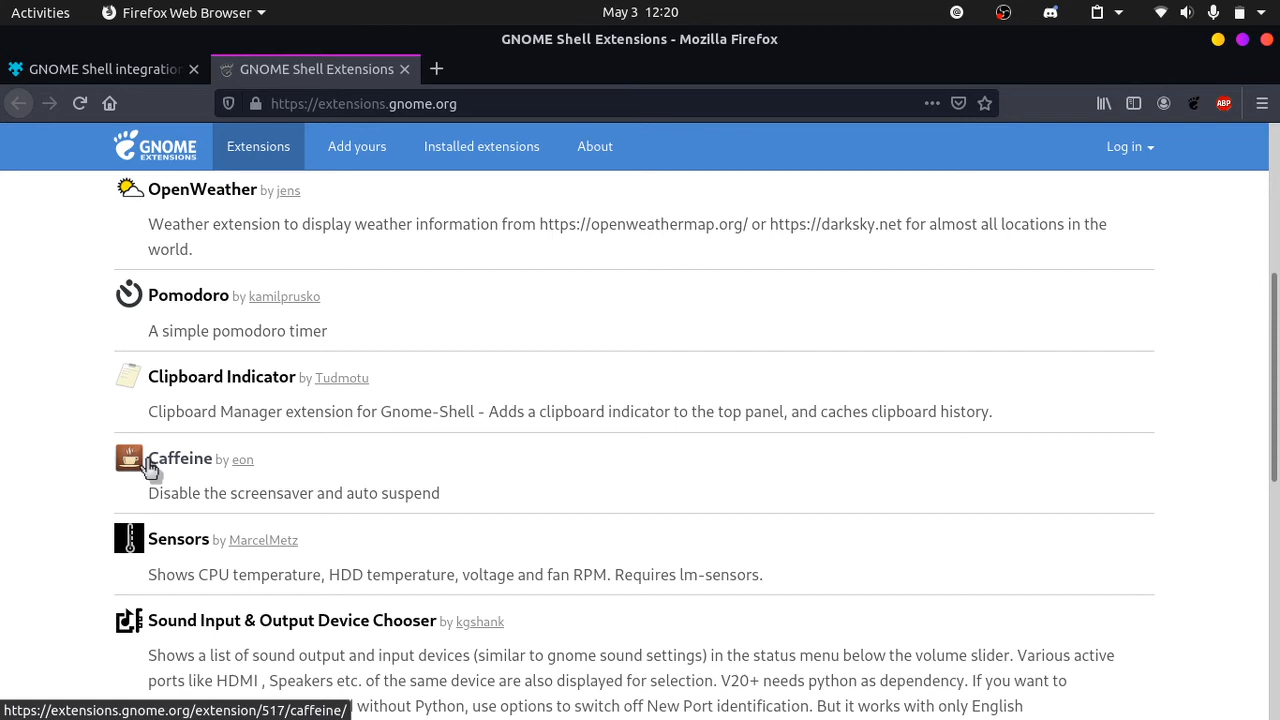 Activities Firefox Web Browser May 3 12:20
GNOME Shell Extensions - Mozilla Firefox
GNOME Shell integration GNOME Shell Extensions
https://extensions.gnome.org ABP
GNOME EXTENSIONS Extensions Add yours Installed extensions About Log in
OpenWeather by jens
Weather extension to display weather information from https://openweathermap.org/ or https://darksky.net for almost all locations in the
world.
Pomodoro by kamilprusko
A simple pomodoro timer
Clipboard Indicator by Tudmotu
Clipboard Manager extension for Gnome-Shell - Adds a clipboard indicator to the top panel, and caches clipboard history.
Caffeine by eon
Disable the screensaver and auto suspend
Sensors by MarcelMetz
Shows CPU temperature, HDD temperature, voltage and fan RPM. Requires lm-sensors.
Sound Input & Output Device Chooser by kgshank
Shows a list of sound output and input devices (similar to gnome sound settings) in the status menu below the volume slider. Various active
ports like HDMI , Speakers etc. of the same device are also displayed for selection. V20+ needs python as dependency. If you want to
without Python, use options to switch off New Port identification. But it works with only English
https://extensions.gnome.org/extension/517/caffeine/